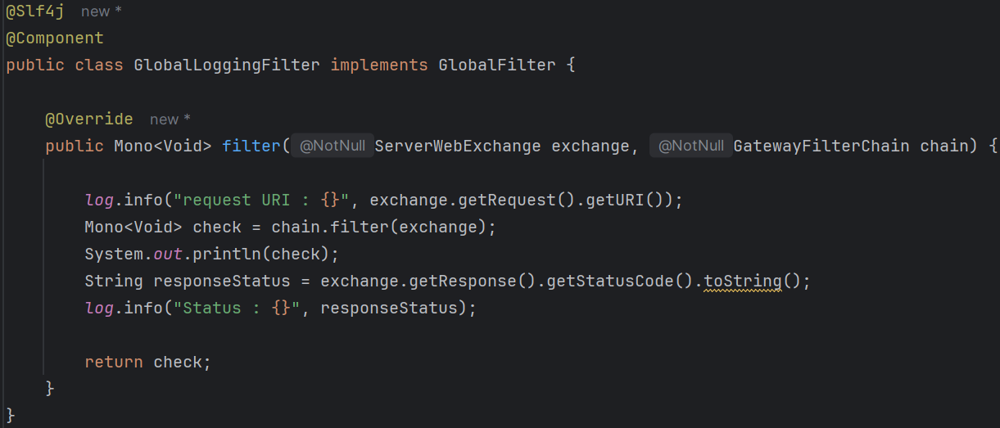 @Slf4j new *
@Component
public class GlobalLoggingFilter implements GlobalFilter {
@Override new *
public Mono<Void> filter(@NotNull ServerWebExchange exchange, @NotNull GatewayFilterChain chain) {
log.info("request URI : {}", exchange.getRequest().getURI());
Mono<Void> check = chain.filter(exchange);
System.out.println(check);
String responseStatus = exchange.getResponse().getStatusCode().toString();
log.info("Status : {}", responseStatus);
return check;
}
}